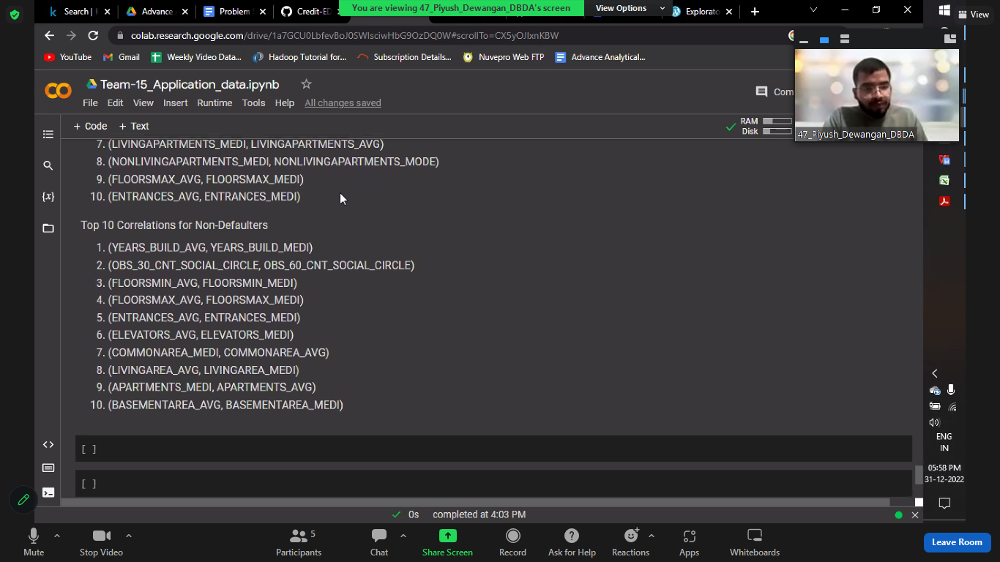 Search |
Advance
Problem
Credit-ED
You are viewing 47_Piyush_Dewangan_DBDA's screen
View Options
Explorato
View
colab.research.google.com/drive/1a7GCU0LbfevBoJ0SWIsciwHbG9OzDQ0W#scrollTo=CX5yOJIxnKBW
YouTube
Gmail
Weekly Video Data...
Hadoop Tutorial for...
Subscription Details...
Nuvepro Web FTP
Advance Analytical...
Team-15_Application_data.ipynb
File Edit View Insert Runtime Tools Help All changes saved
Com
+ Code + Text
RAM
Disk
47_Piyush_Dewangan_DBDA
7. (LIVINGAPARTMENTS_MEDI, LIVINGAPARTMENTS_AVG)
8. (NONLIVINGAPARTMENTS_MEDI, NONLIVINGAPARTMENTS_MODE)
9. (FLOORSMAX_AVG, FLOORSMAX_MEDI)
10. (ENTRANCES_AVG, ENTRANCES_MEDI)
Top 10 Correlations for Non-Defaulters
1. (YEARS_BUILD_AVG, YEARS_BUILD_MEDI)
2. (OBS_30_CNT_SOCIAL_CIRCLE, OBS_60_CNT_SOCIAL_CIRCLE)
3. (FLOORSMIN_AVG, FLOORSMIN_MEDI)
4. (FLOORSMAX_AVG, FLOORSMAX_MEDI)
5. (ENTRANCES_AVG, ENTRANCES_MEDI)
6. (ELEVATORS_AVG, ELEVATORS_MEDI)
7. (COMMONAREA_MEDI, COMMONAREA_AVG)
8. (LIVINGAREA_AVG, LIVINGAREA_MEDI)
9. (APARTMENTS_MEDI, APARTMENTS_AVG)
10. (BASEMENTAREA_AVG, BASEMENTAREA_MEDI)
[ ]
[ ]
0s completed at 4:03 PM
ENG
IN
05:58 PM
31-12-2022
Mute
Stop Video
Participants
5
Chat
Share Screen
Record
Ask for Help
Reactions
Apps
Whiteboards
Leave Room